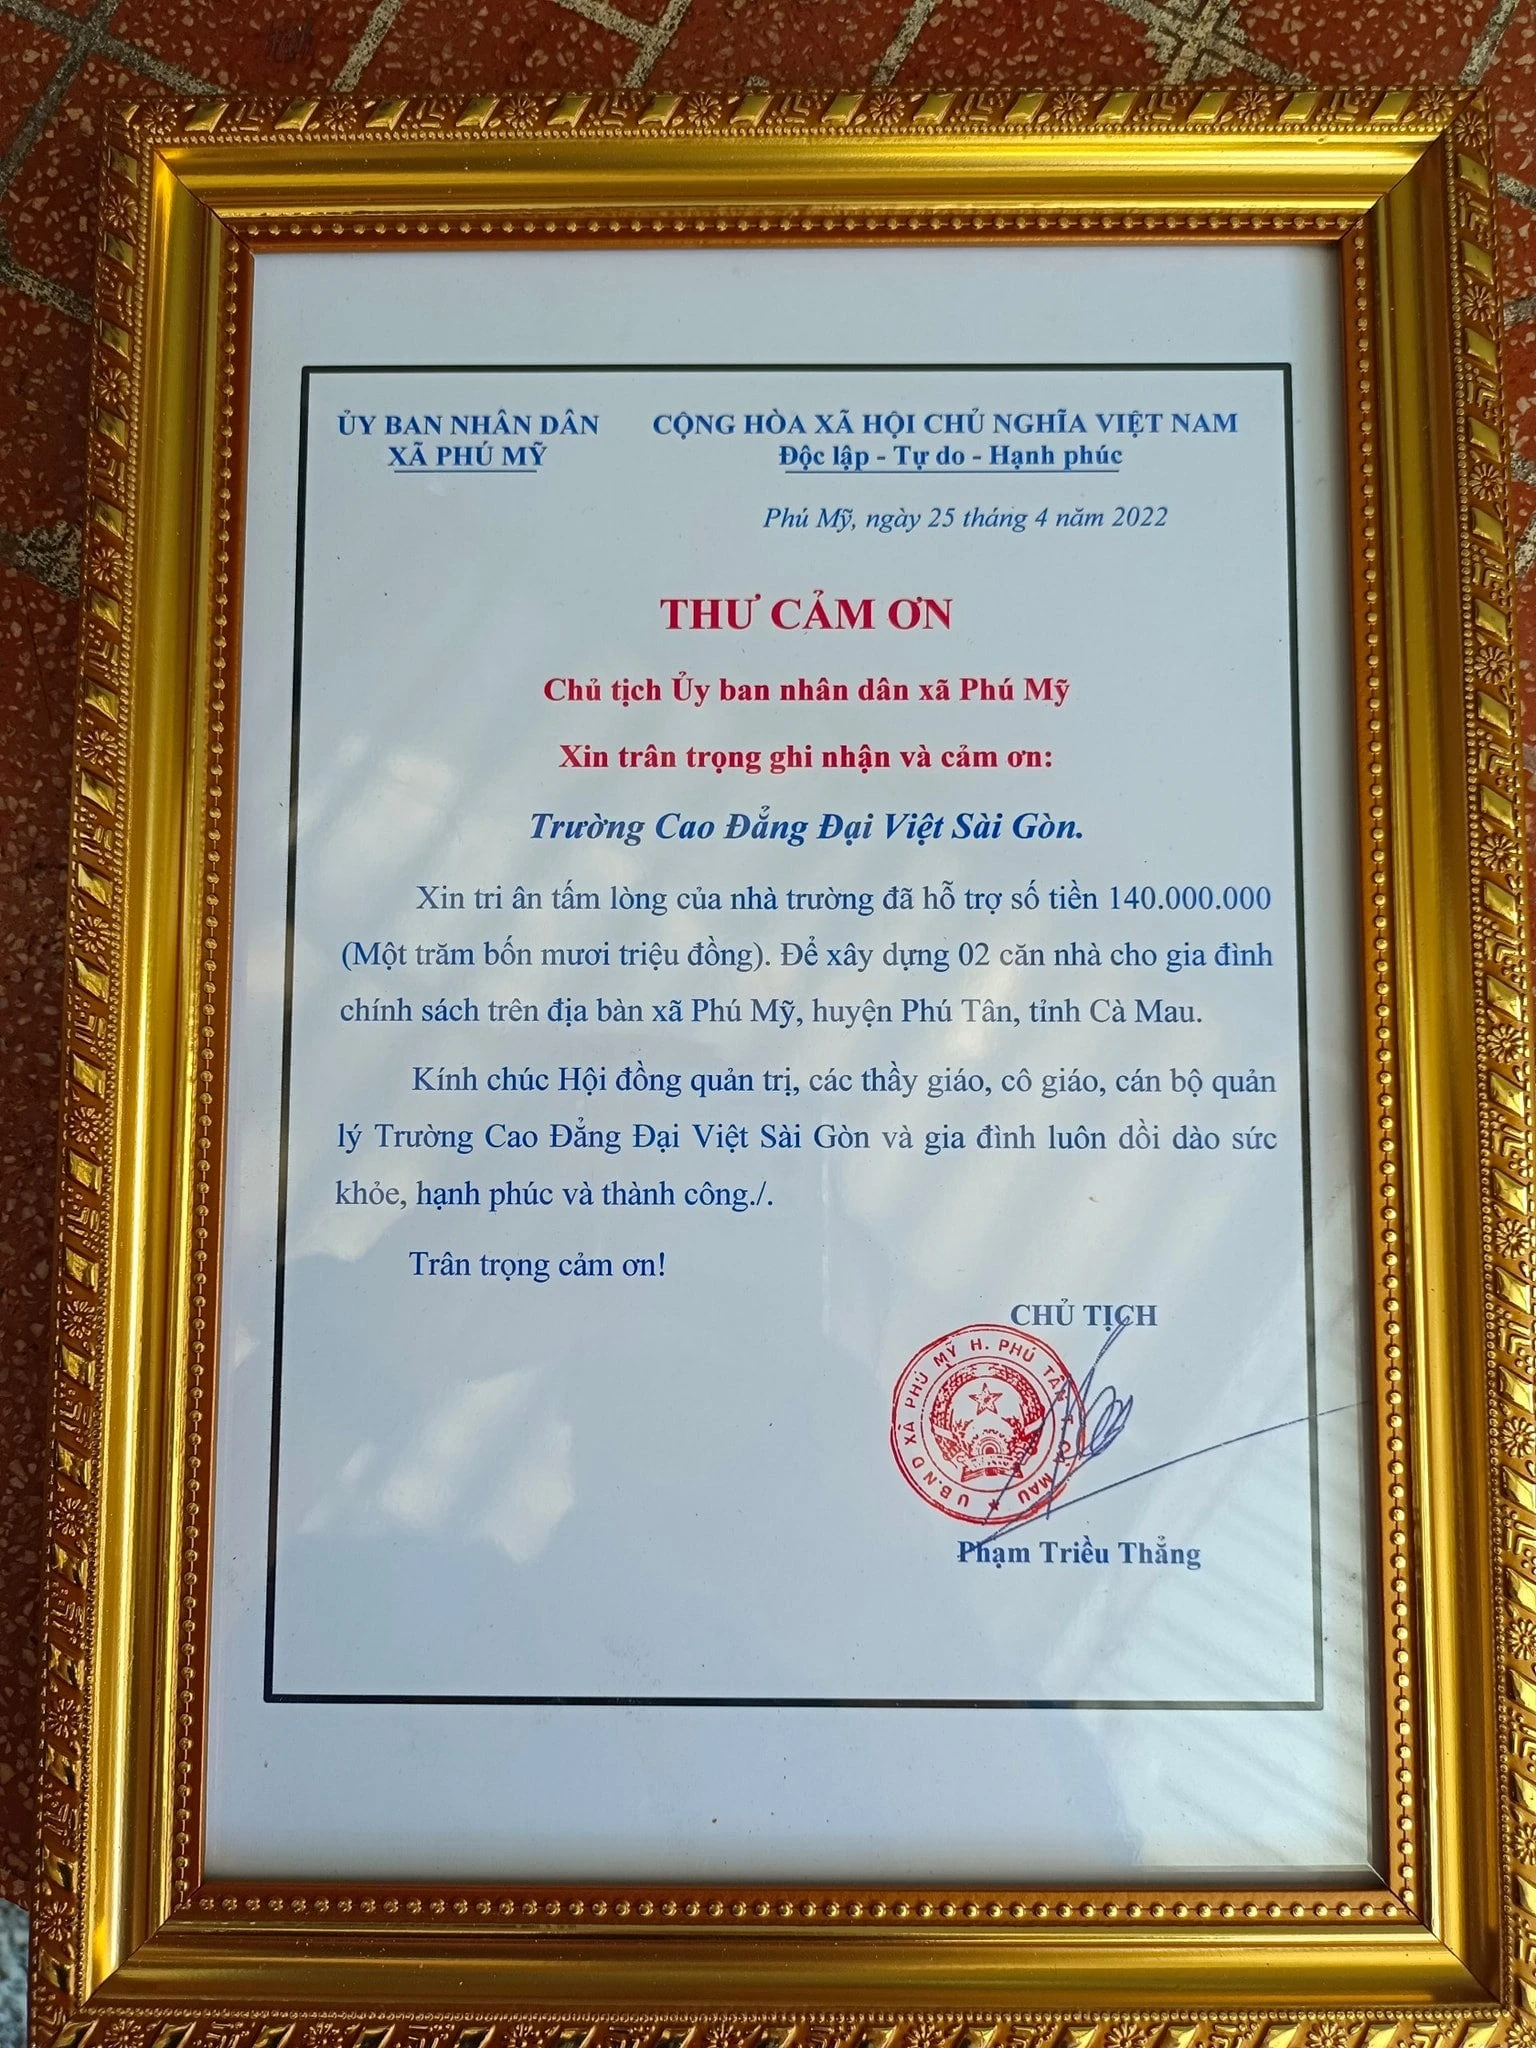 ỦY BAN NHÂN DÂN
XÃ PHÚ MỸ
CỘNG HÒA XÃ HỘI CHỦ NGHĨA VIỆT NAM
Độc lập - Tự do - Hạnh phúc
Phú Mỹ, ngày 25 tháng 4 năm 2022
THƯ CẢM ƠN
Chủ tịch Ủy ban nhân dân xã Phú Mỹ
Xin trân trọng ghi nhận và cảm ơn:
Trường Cao Đẳng Đại Việt Sài Gòn.
Xin tri ân tấm lòng của nhà trường đã hỗ trợ số tiền 140.000.000
(Một trăm bốn mươi triệu đồng). Để xây dựng 02 căn nhà cho gia đình
chính sách trên địa bàn xã Phú Mỹ, huyện Phú Tân, tỉnh Cà Mau.
Kính chúc Hội đồng quản trị, các thầy giáo, cô giáo, cán bộ quản
lý Trường Cao Đẳng Đại Việt Sài Gòn và gia đình luôn dồi dào sức
khỏe, hạnh phúc và thành công./.
Trân trọng cảm ơn!
CHỦ TỊCH
U.B.N.D XÃ PHÚ MỸ H. PHÚ TÂN T. CÀ MAU
Phạm Triều Thẳng